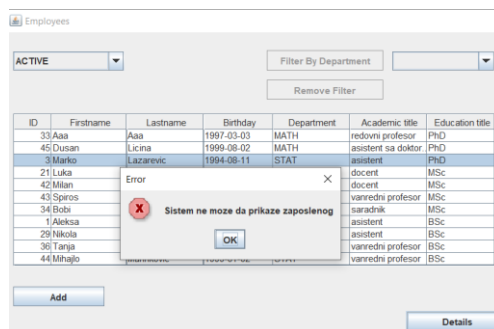 Employees
ACTIVE
Filter By Department
Remove Filter
ID Firstname Lastname Birthday Department Academic title Education title
33 Aaa Aaa 1997-03-03 MATH redovni profesor PhD
45 Dusan Licina 1999-08-02 MATH asistent sa doktor... PhD
3 Marko Lazarevic 1994-08-11 STAT asistent PhD
21 Luka docent MSc
42 Milan docent MSc
43 Spiros vanredni profesor MSc
34 Bobi saradnik MSc
1 Aleksa asistent BSc
29 Nikola asistent BSc
36 Tanja vanredni profesor BSc
44 Mihajlo vanredni profesor BSc
Error
Sistem ne moze da prikaze zaposlenog
OK
Add
Details